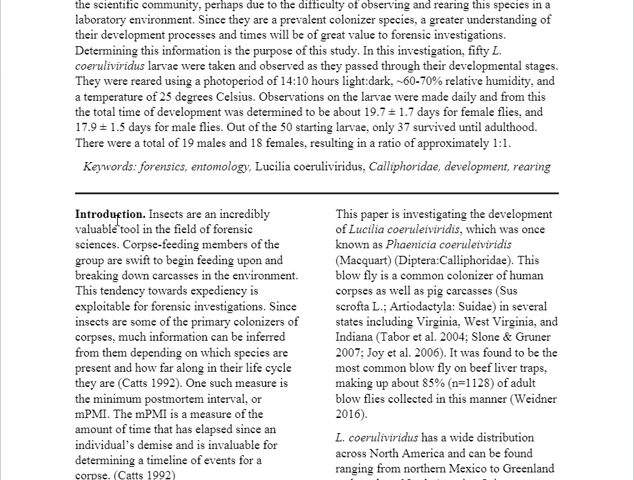 the scientific community, perhaps due to the difficulty of observing and rearing this species in a
laboratory environment. Since they are a prevalent colonizer species, a greater understanding of
their development processes and times will be of great value to forensic investigations.
Determining this information is the purpose of this study. In this investigation, fifty L.
coeruliviridus larvae were taken and observed as they passed through their developmental stages.
They were reared using a photoperiod of 14:10 hours light:dark, ~60-70% relative humidity, and
a temperature of 25 degrees Celsius. Observations on the larvae were made daily and from this
the total time of development was determined to be about 19.7 ± 1.7 days for female flies, and
17.9 ± 1.5 days for male flies. Out of the 50 starting larvae, only 37 survived until adulthood.
There were a total of 19 males and 18 females, resulting in a ratio of approximately 1:1.
Keywords: forensics, entomology, Lucilia coeruliviridus, Calliphoridae, development, rearing
Introduction. Insects are an incredibly
valuable tool in the field of forensic
sciences. Corpse-feeding members of the
group are swift to begin feeding upon and
breaking down carcasses in the environment.
This tendency towards expediency is
exploitable for forensic investigations. Since
insects are some of the primary colonizers of
corpses, much information can be inferred
from them depending on which species are
present and how far along in their life cycle
they are (Catts 1992). One such measure is
the minimum postmortem interval, or
mPMI. The mPMI is a measure of the
amount of time that has elapsed since an
individual's demise and is invaluable for
determining a timeline of events for a
corpse. (Catts 1992)
This paper is investigating the development
of Lucilia coeruleiviridis, which was once
known as Phaenicia coeruleiviridis
(Macquart) (Diptera:Calliphoridae). This
blow fly is a common colonizer of human
corpses as well as pig carcasses (Sus
scrofta L.; Artiodactyla: Suidae) in several
states including Virginia, West Virginia, and
Indiana (Tabor et al. 2004; Slone & Gruner
2007; Joy et al. 2006). It was found to be the
most common blow fly on beef liver traps,
making up about 85% (n=1128) of adult
blow flies collected in this manner (Weidner
2016).
L. coeruliviridus has a wide distribution
across North America and can be found
ranging from northern Mexico to Greenland